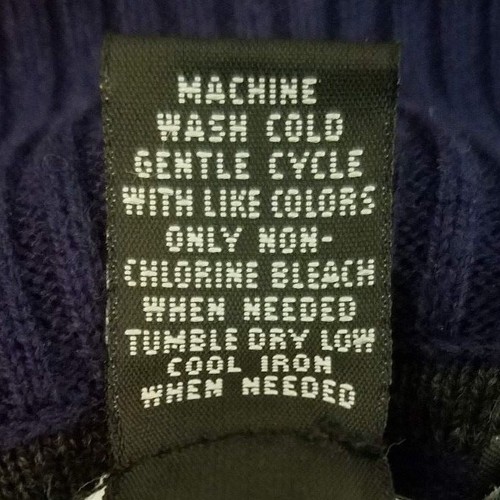 MACHINE
WASH COLD
GENTLE CYCLE
WITH LIKE COLORS
ONLY NON-
CHLORINE BLEACH
WHEN NEEDED
TUMBLE DRY LOW
COOL IRON
WHEN NEEDED